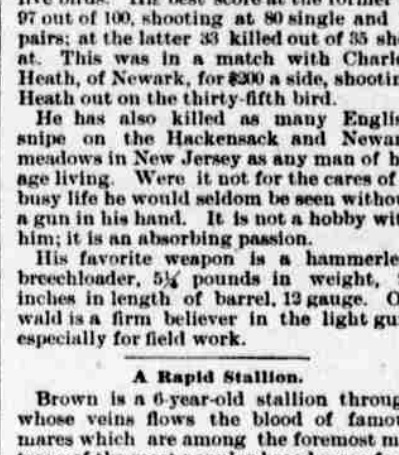 97 out of 100, shooting at 80 single and
pairs; at the latter 33 killed out of 35 sh
at. This was in a match with Charl
Heath, of Newark, for $200 a side, shootin
Heath out on the thirty-fifth bird.
He has also killed as many Englis
snipe on the Hackensack and Newar
meadows in New Jersey as any man of h
age living. Were it not for the cares of
busy life he would seldom be seen withou
a gun in his hand. It is not a hobby wit
him; it is an absorbing passion.
His favorite weapon is a hammerle
breechloader, 5¼ pounds in weight,
inches in length of barrel, 12 gauge. O
wald is a firm believer in the light gu
especially for field work.
A Rapid Stallion.
Brown is a 6-year-old stallion throug
whose veins flows the blood of famou
mares which are among the foremost m